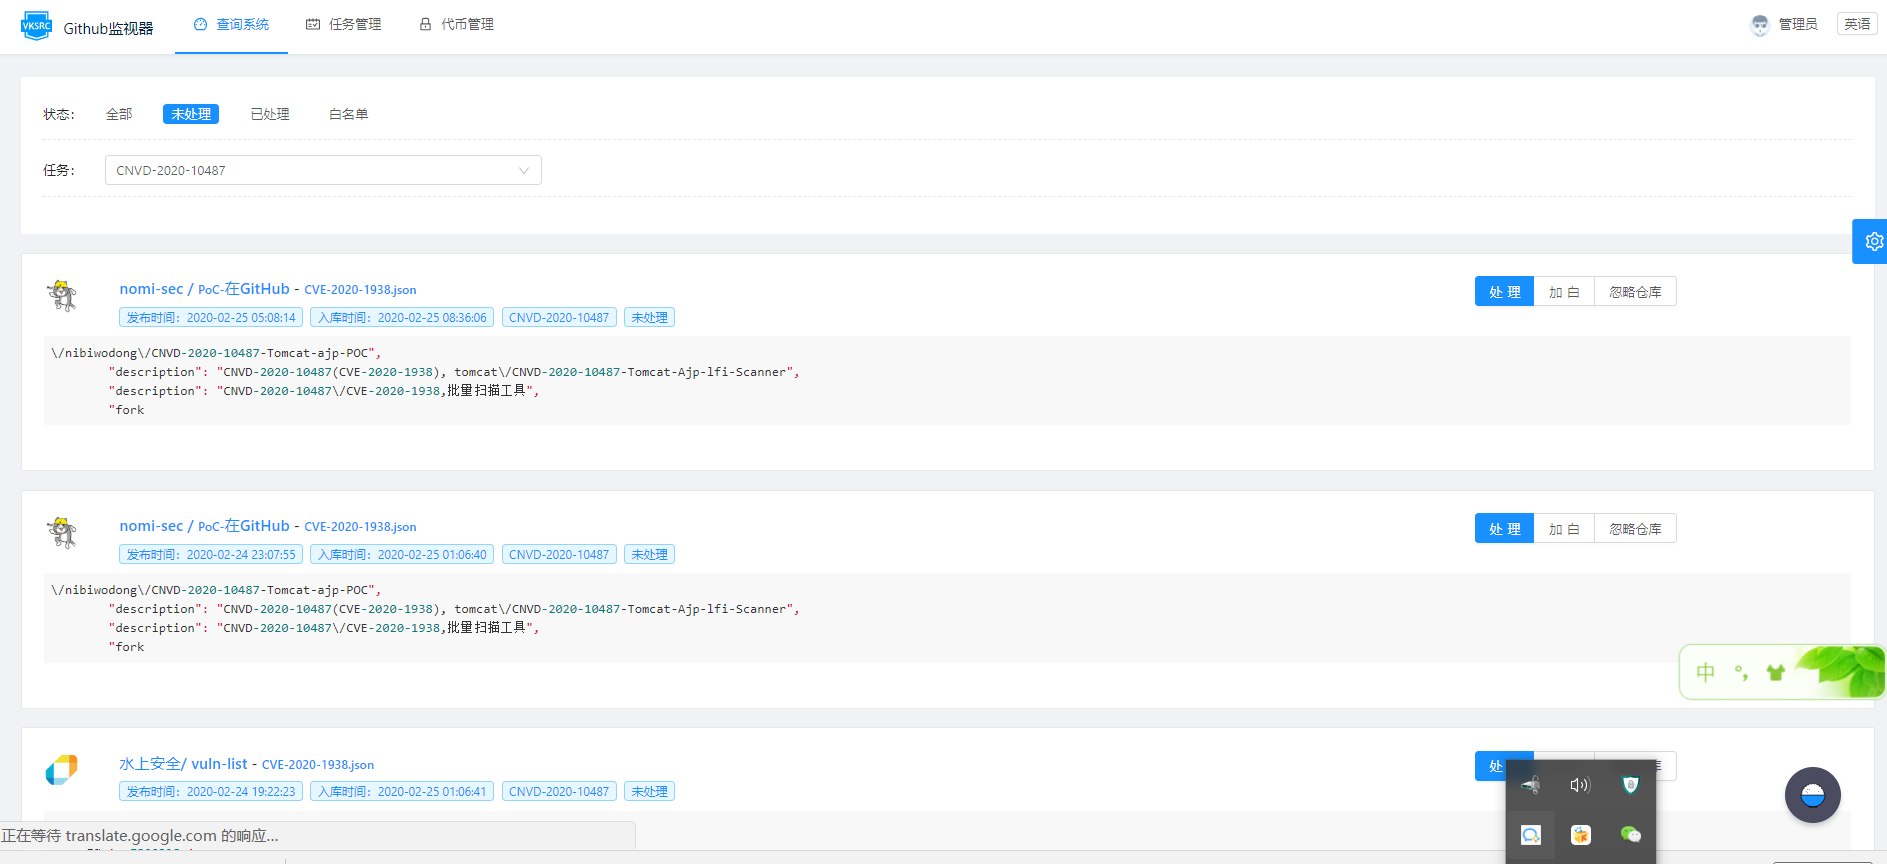 VKSRC Github监视器 查询系统 任务管理 代币管理 管理员 英语
状态： 全部 未处理 已处理 白名单
任务： CNVD-2020-10487
nomi-sec / PoC-在GitHub - CVE-2020-1938.json 处 理 加 白 忽略仓库
发布时间：2020-02-25 05:08:14 入库时间：2020-02-25 08:36:06 CNVD-2020-10487 未处理
\/nibiwodong\/CNVD-2020-10487-Tomcat-ajp-POC",
"description": "CNVD-2020-10487(CVE-2020-1938), tomcat\/CNVD-2020-10487-Tomcat-Ajp-lfi-Scanner",
"description": "CNVD-2020-10487\/CVE-2020-1938,批量扫描工具",
"fork
nomi-sec / PoC-在GitHub - CVE-2020-1938.json 处 理 加 白 忽略仓库
发布时间：2020-02-24 23:07:55 入库时间：2020-02-25 01:06:40 CNVD-2020-10487 未处理
\/nibiwodong\/CNVD-2020-10487-Tomcat-ajp-POC",
"description": "CNVD-2020-10487(CVE-2020-1938), tomcat\/CNVD-2020-10487-Tomcat-Ajp-lfi-Scanner",
"description": "CNVD-2020-10487\/CVE-2020-1938,批量扫描工具",
"fork
中 °,
水上安全/ vuln-list - CVE-2020-1938.json 处
发布时间：2020-02-24 19:22:23 入库时间：2020-02-25 01:06:41 CNVD-2020-10487 未处理
正在等待 translate.google.com 的响应...